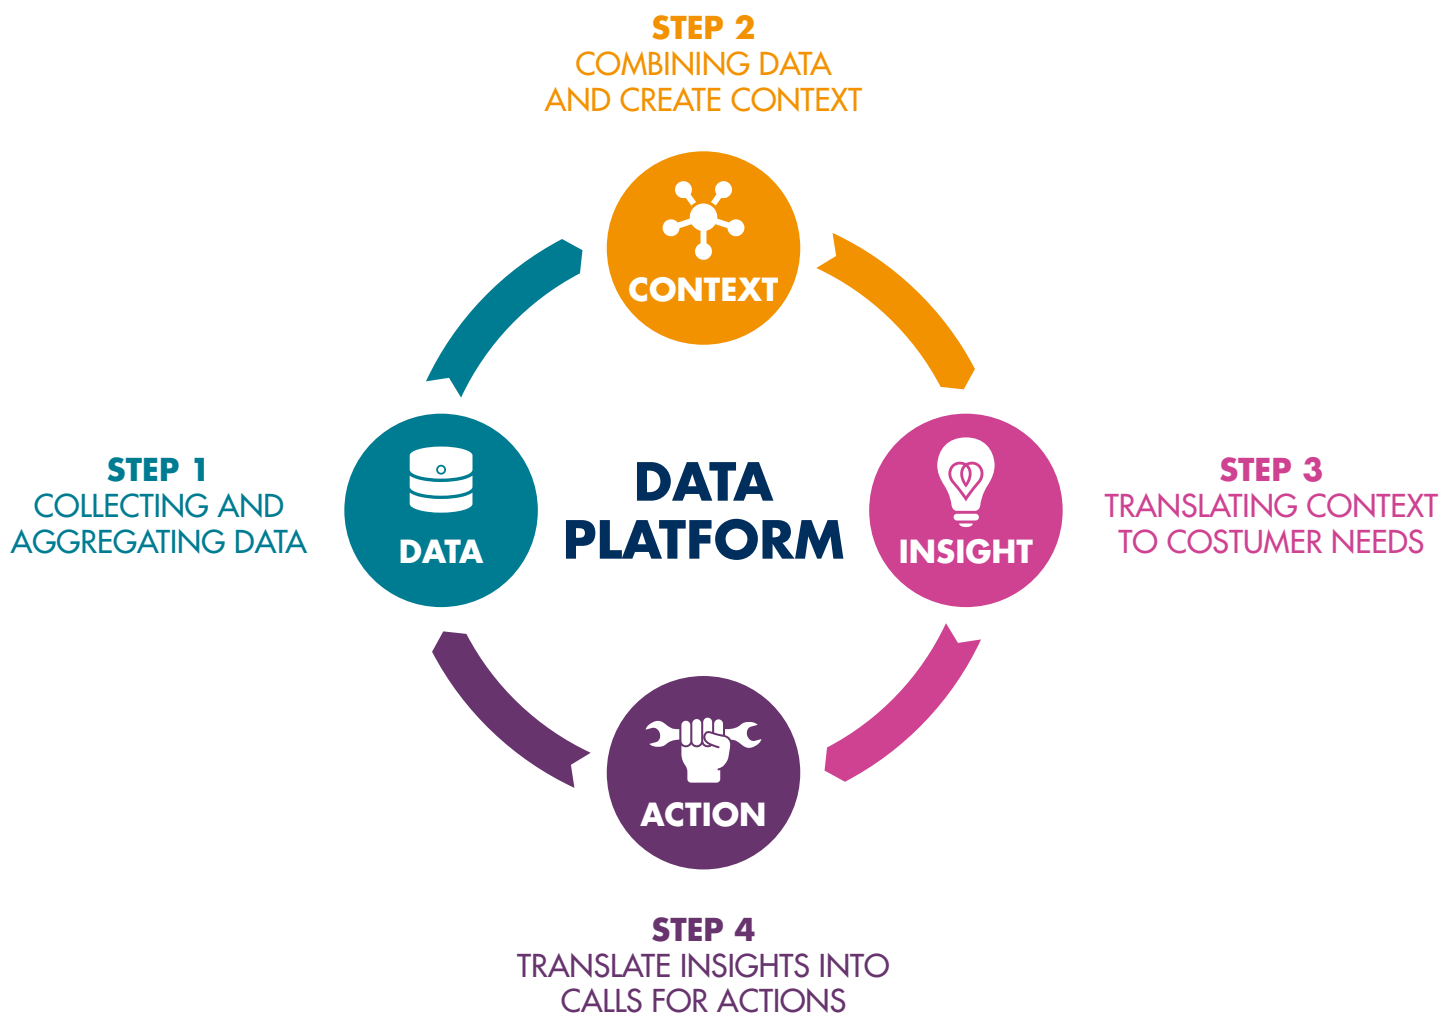 STEP 2
COMBINING DATA
AND CREATE CONTEXT
CONTEXT
STEP 1
COLLECTING AND
AGGREGATING DATA
DATA
DATA
PLATFORM
INSIGHT
STEP 3
TRANSLATING CONTEXT
TO COSTUMER NEEDS
ACTION
STEP 4
TRANSLATE INSIGHTS INTO
CALLS FOR ACTIONS